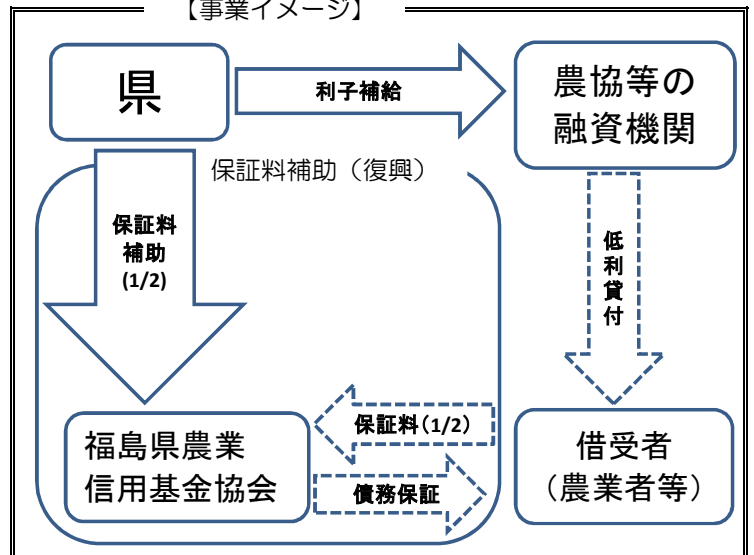 【事業イメージ】
県
利子補給
農協等の
融資機関
保証料補助（復興）
保証料
補助
(1/2)
低
利
貸
付
保証料(1/2)
福島県農業
信用基金協会
債務保証
借受者
（農業者等）